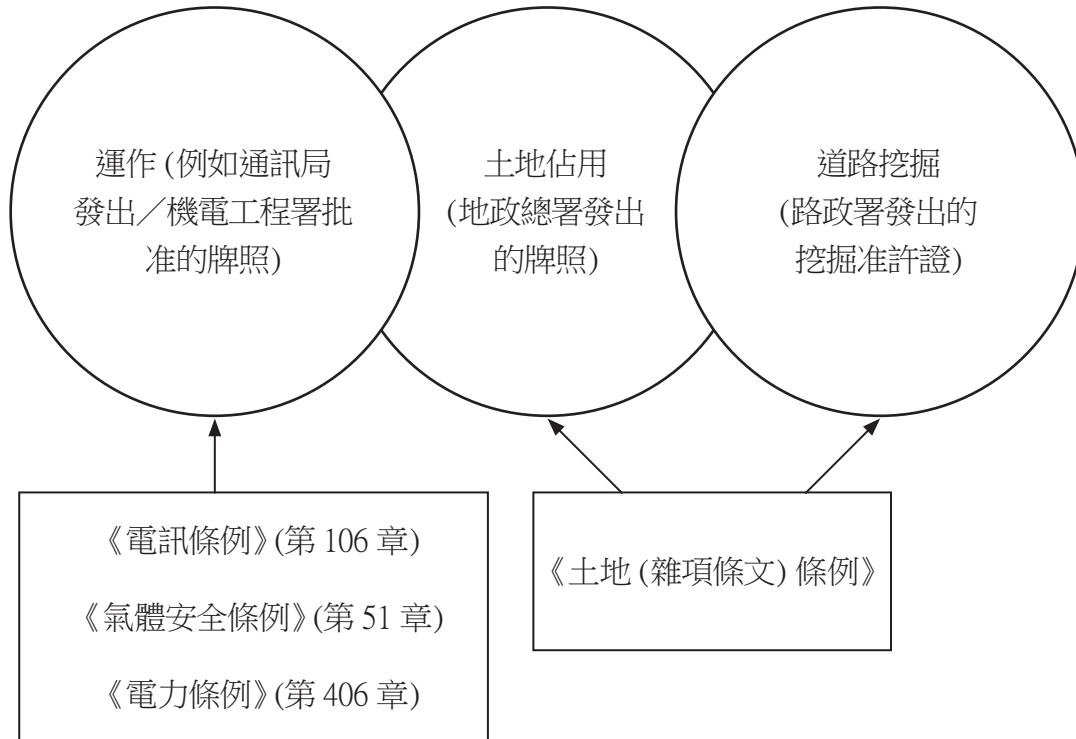 運作 (例如通訊局
發出／機電工程署批
准的牌照)
土地佔用
(地政總署發出
的牌照)
道路挖掘
(路政署發出的
挖掘准許證)
《電訊條例》(第 106 章)
《氣體安全條例》(第 51 章)
《電力條例》(第 406 章)
《土地 (雜項條文) 條例》